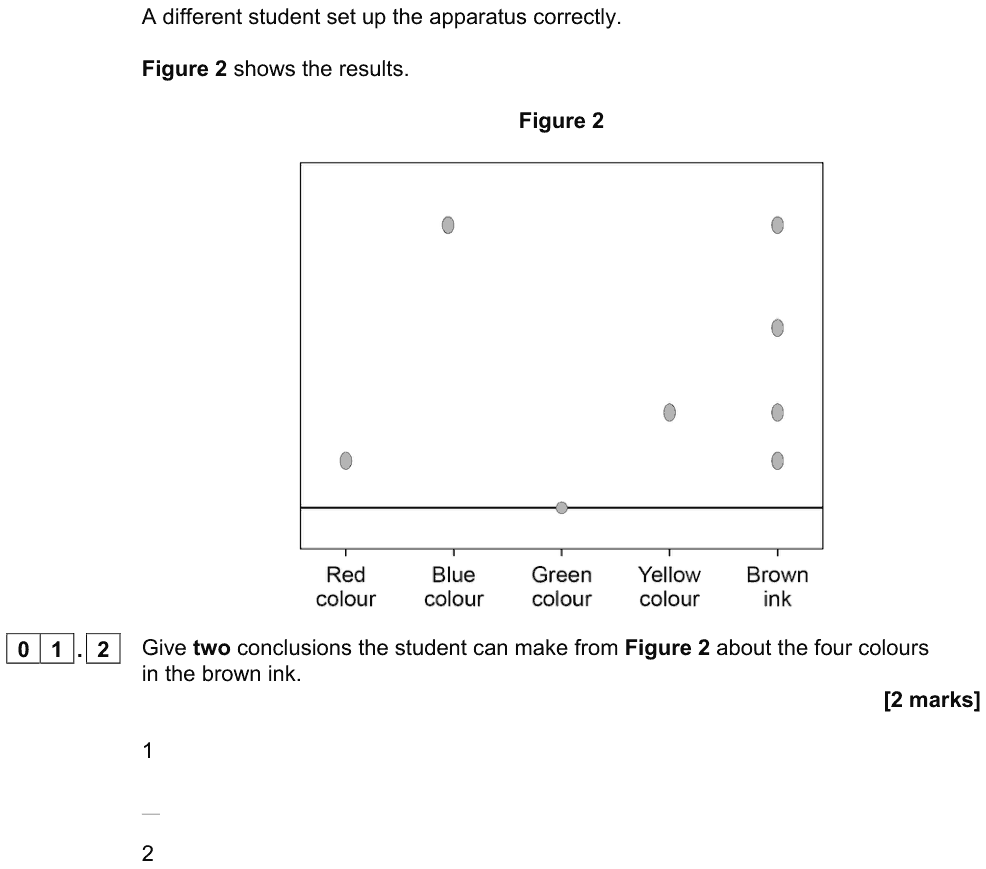 A different student set up the apparatus correctly.
Figure 2 shows the results.
Figure 2
Red colour
Blue colour
Green colour
Yellow colour
Brown ink
0 1 . 2 Give two conclusions the student can make from Figure 2 about the four colours
in the brown ink.
[2 marks]
1
2